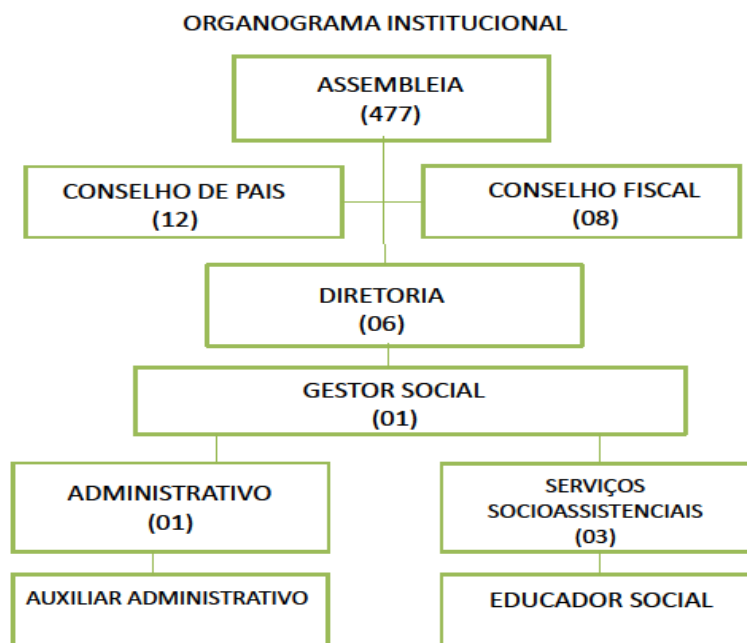 ORGANOGRAMA INSTITUCIONAL
ASSEMBLEIA
(477)
CONSELHO DE PAIS
(12)
CONSELHO FISCAL
(08)
DIRETORIA
(06)
GESTOR SOCIAL
(01)
ADMINISTRATIVO
(01)
SERVIÇOS
SOCIOASSISTENCIAIS
(03)
AUXILIAR ADMINISTRATIVO
EDUCADOR SOCIAL